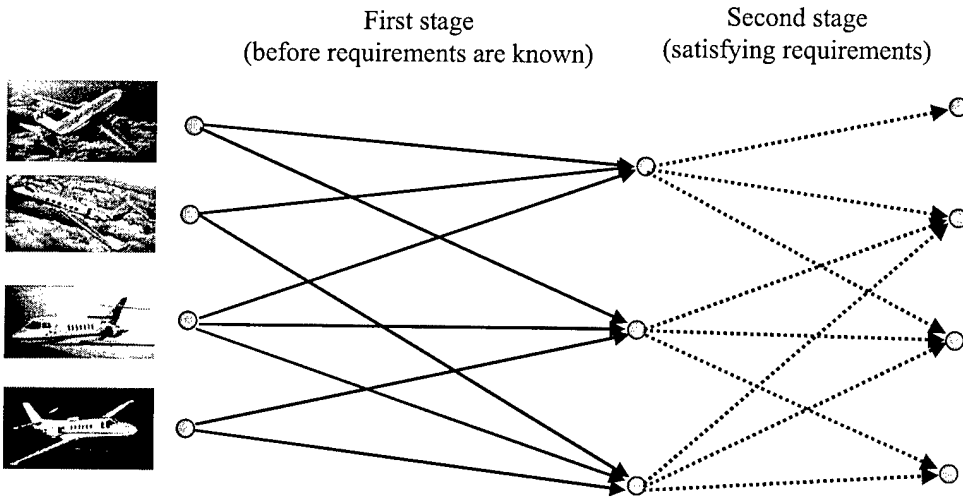 First stage
(before requirements are known)
Second stage
(satisfying requirements)